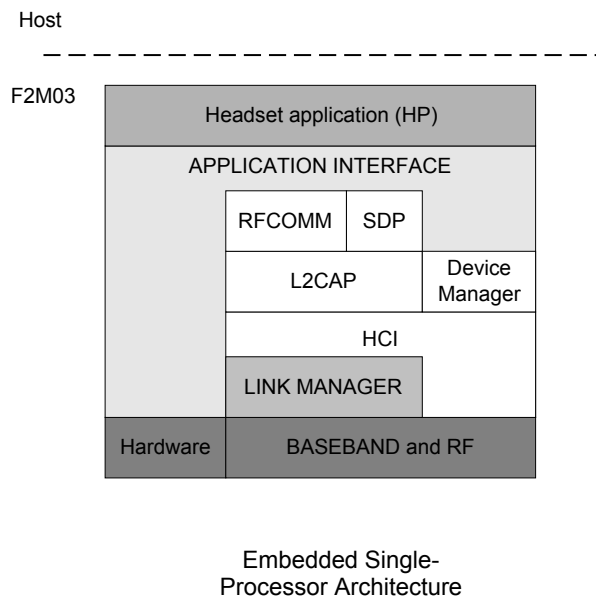 Host
F2M03
Headset application (HP)
APPLICATION INTERFACE
RFCOMM
SDP
L2CAP
Device
Manager
HCI
LINK MANAGER
Hardware
BASEBAND and RF
Embedded Single-
Processor Architecture